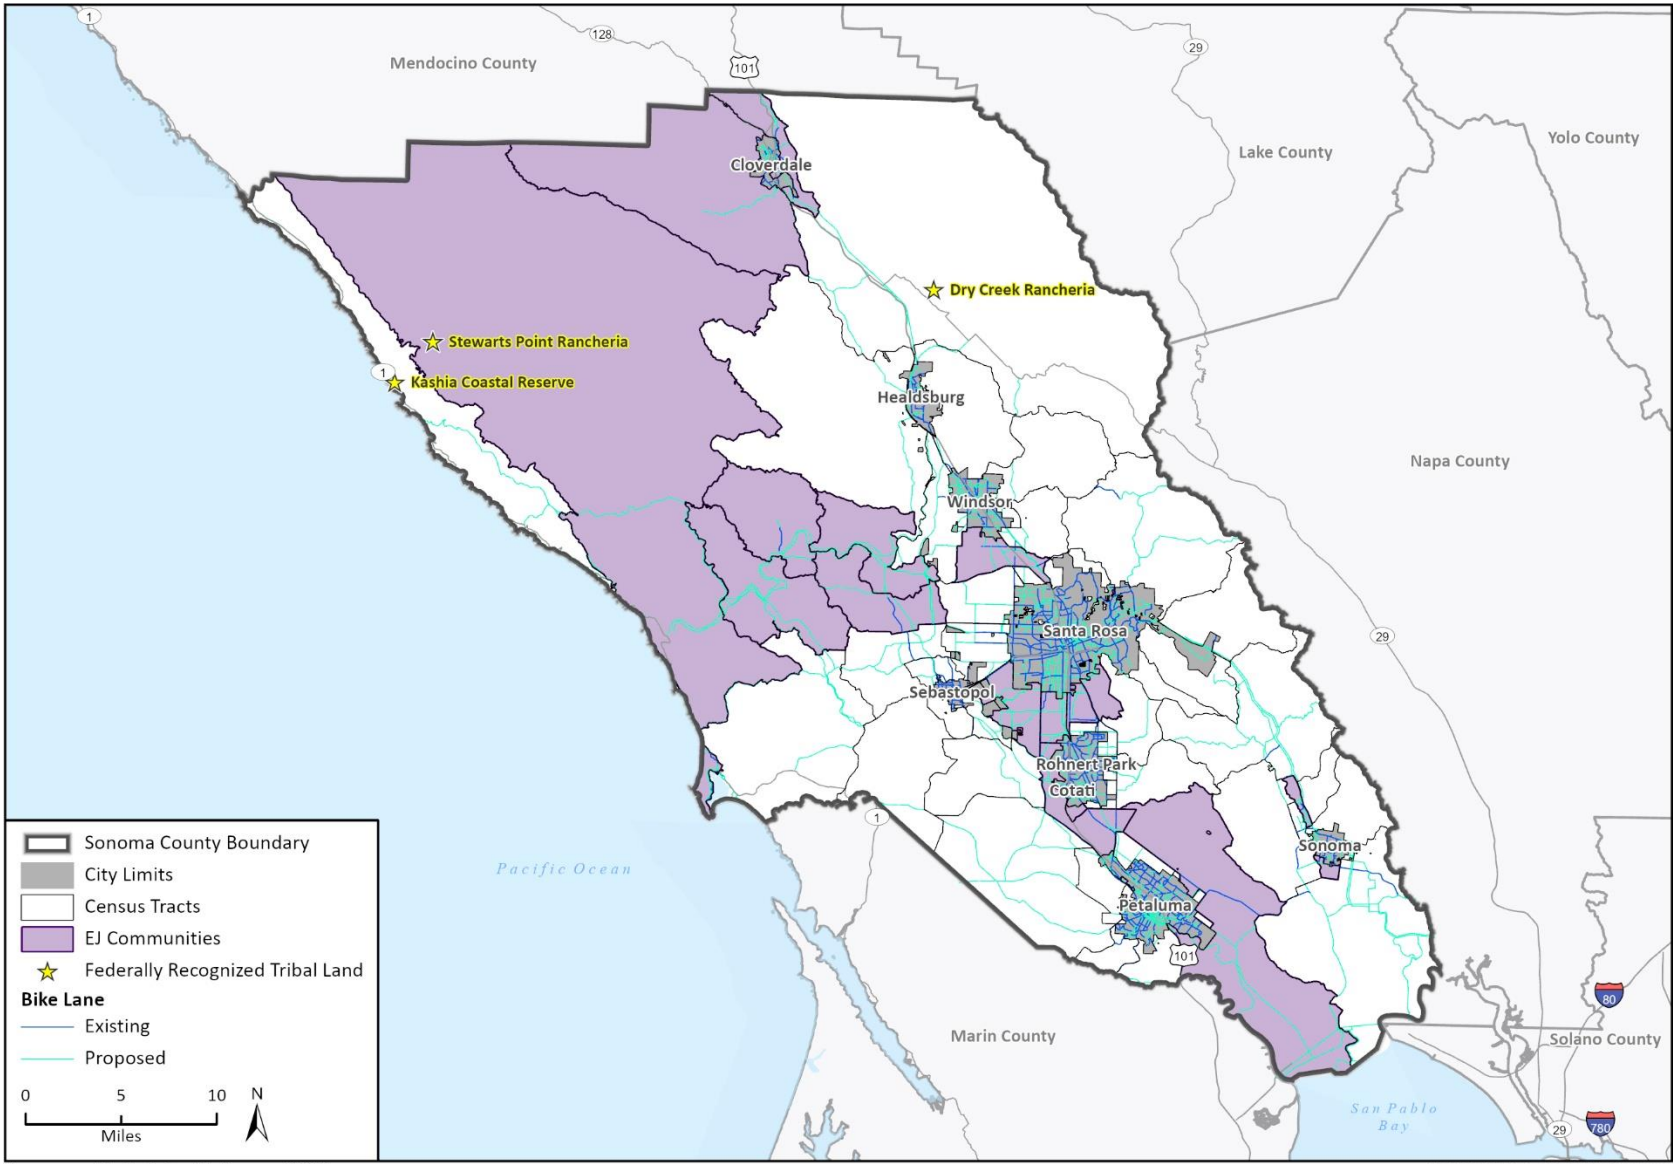 1
128
29
Mendocino County
101
Yolo County
Lake County
Cloverdale
Dry Creek Rancheria
Stewarts Point Rancheria
1
Kashia Coastal Reserve
Healdsburg
Napa County
Windsor
Santa Rosa
29
Sebastopol
Rohnert Park
Cotati
1
Sonoma
Petaluma
101
Pacific Ocean
Marin County
80
Solano County
San Pablo
Bay
29
780
Sonoma County Boundary
City Limits
Census Tracts
EJ Communities
Federally Recognized Tribal Land
Bike Lane
Existing
Proposed
0 5 10
Miles
N